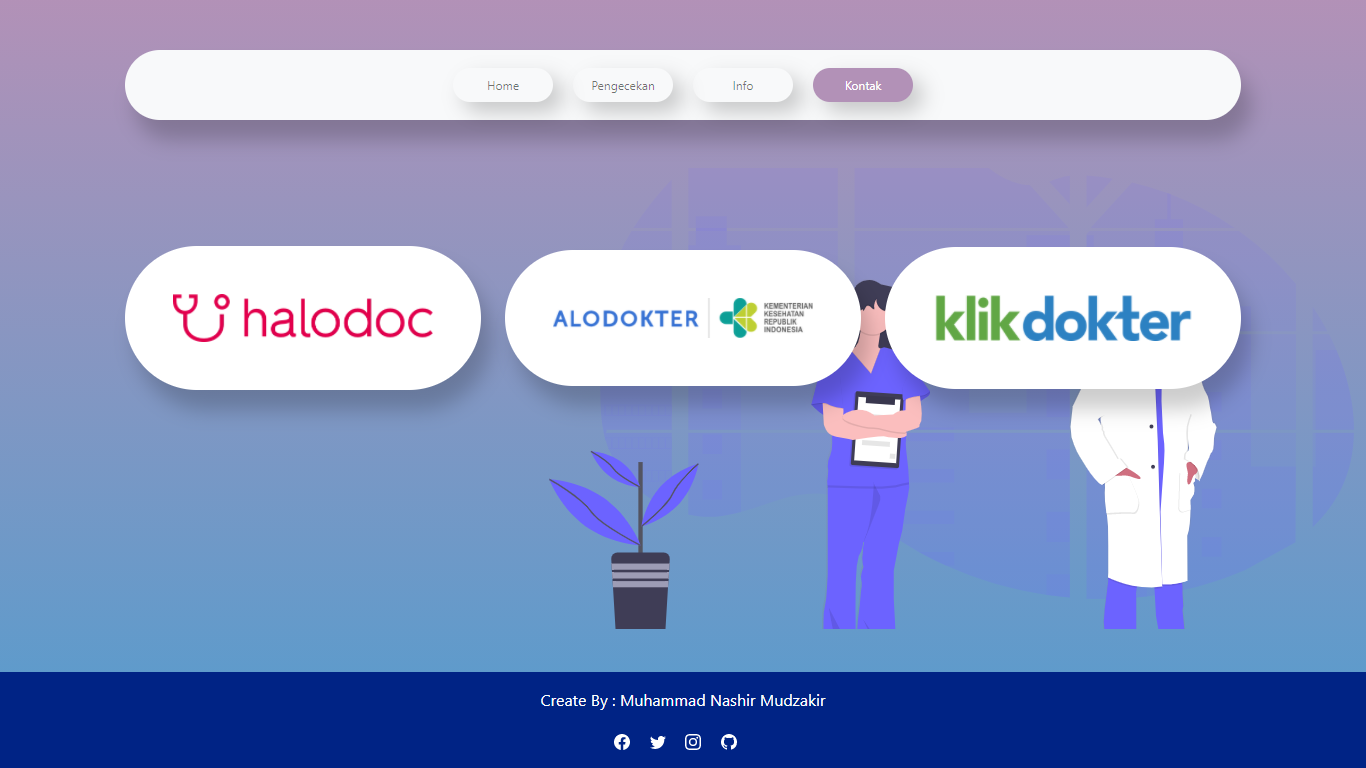 Home
Pengecekan
Info
Kontak
halodoc
ALODOKTER
KEMENTERIAN
KESEHATAN
REPUBLIK
INDONESIA
klikdokter
Create By : Muhammad Nashir Mudzakir